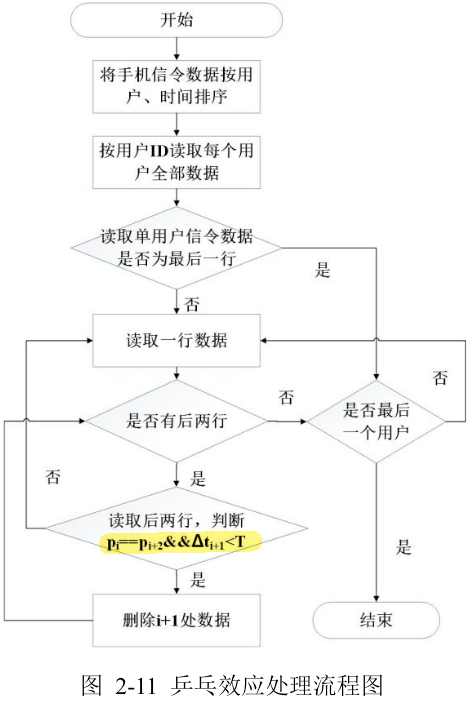 开始
将手机信令数据按用
户、时间排序
按用户ID读取每个用
户全部数据
读取单用户信令数据
是否为最后一行
是
否
读取一行数据
否
是否有后两行
否
是否最后
一个用户
否
是
读取后两行，判断
pᵢ==pᵢ₊₂&&Δtᵢ₊₁<T
是
是
删除i+1处数据
结束
图 2-11 乒乓效应处理流程图